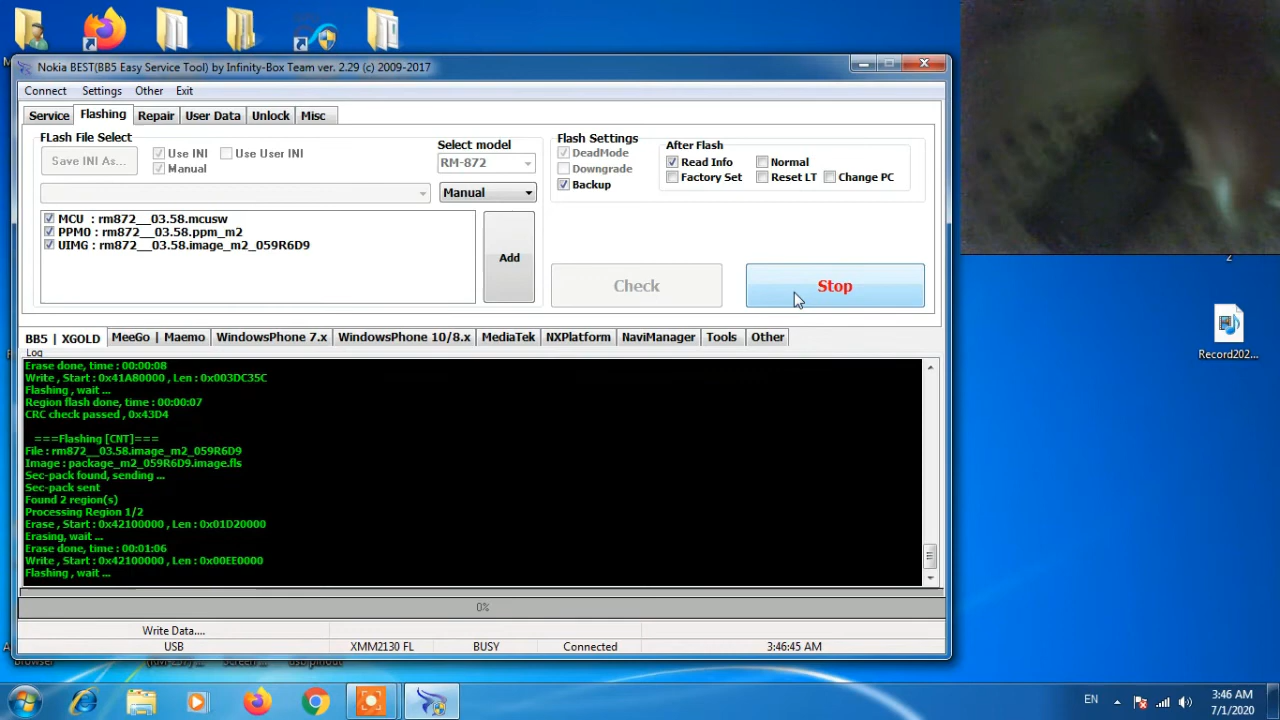 Nokia BEST(BB5 Easy Service Tool) by Infinity-Box Team ver. 2.29 (c) 2009-2017
Connect Settings Other Exit
Service Flashing Repair User Data Unlock Misc
FLash File Select
Save INI As...
Use INI Use User INI
Manual
Select model
RM-872
Manual
MCU : rm872__03.58.mcusw
PPM0 : rm872__03.58.ppm_m2
UIMG : rm872__03.58.image_m2_059R6D9
Add
Flash Settings
DeadMode
Downgrade
Backup
After Flash
Read Info Normal
Factory Set Reset LT Change PC
Check Stop
BB5 | XGOLD MeeGo | Maemo WindowsPhone 7.x WindowsPhone 10/8.x MediaTek NXPlatform NaviManager Tools Other
Log
Erase done, time : 00:00:08
Write , Start : 0x41A80000 , Len : 0x003DC35C
Flashing , wait ...
Region flash done, time : 00:00:07
CRC check passed , 0x43D4
===Flashing [CNT]===
File : rm872__03.58.image_m2_059R6D9
Image : package_m2_059R6D9.image.fls
Sec-pack found, sending ...
Sec-pack sent
Found 2 region(s)
Processing Region 1/2
Erase , Start : 0x42100000 , Len : 0x01D20000
Erasing, wait ...
Erase done, time : 00:01:06
Write , Start : 0x42100000 , Len : 0x00EE0000
Flashing , wait ...
0%
Write Data....
USB XMM2130 FL BUSY Connected 3:46:45 AM
2
Record202...
EN
3:46 AM
7/1/2020